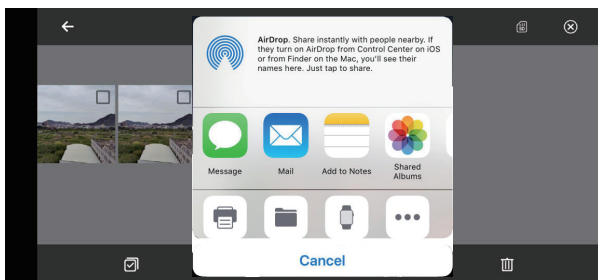 AirDrop. Share instantly with people nearby. If
they turn on AirDrop from Control Center on iOS
or from Finder on the Mac, you'll see their
names here. Just tap to share.
Message
Mail
Add to Notes
Shared
Albums
Cancel